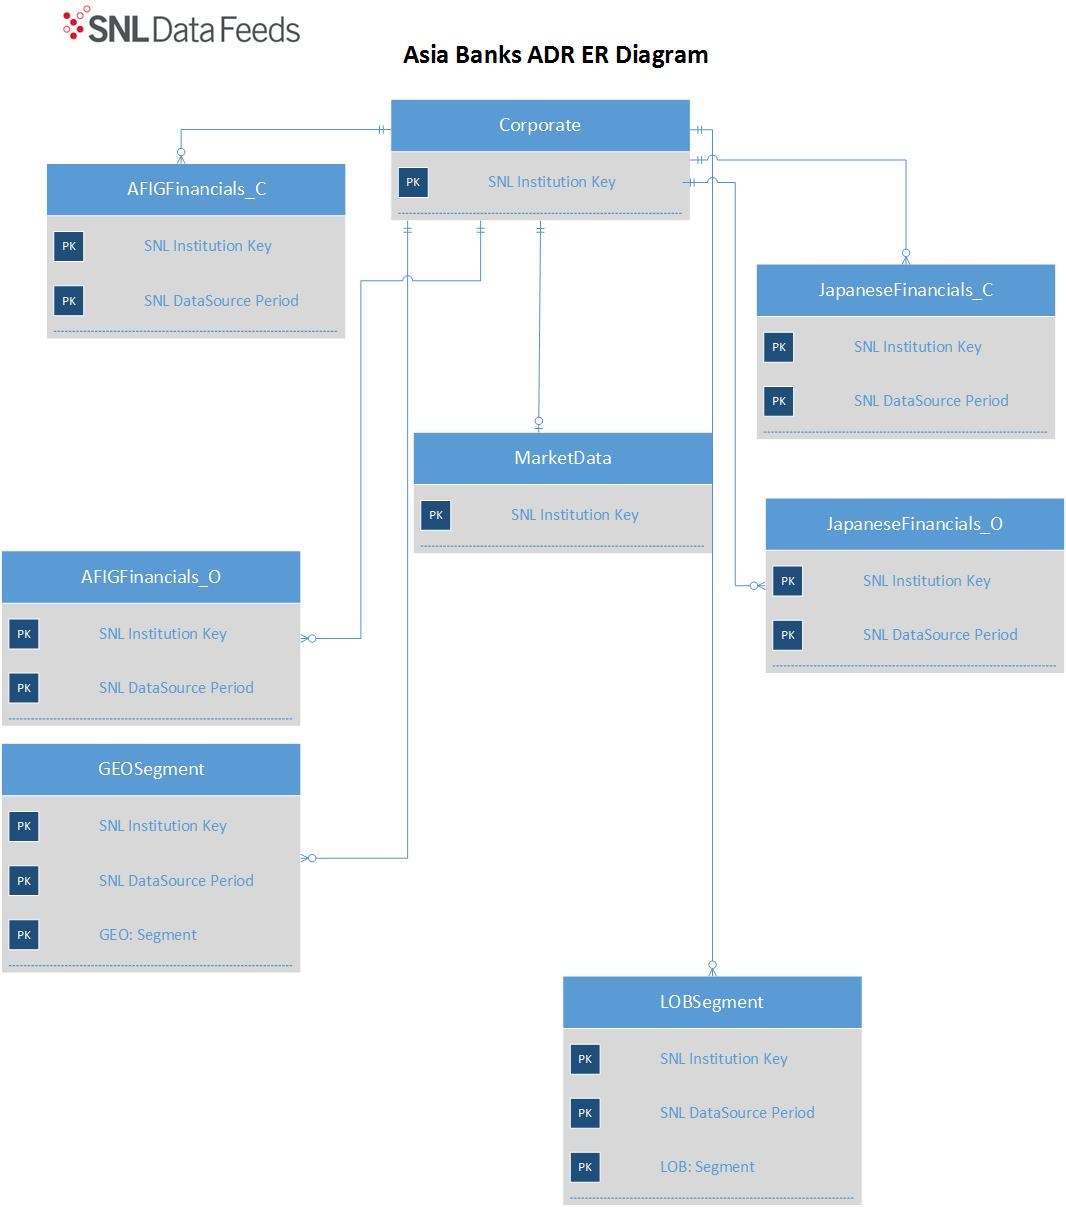 SNL Data Feeds
Asia Banks ADR ER Diagram
Corporate
PK SNL Institution Key
AFIGFinancials_C
PK SNL Institution Key
PK SNL DataSource Period
JapaneseFinancials_C
PK SNL Institution Key
PK SNL DataSource Period
MarketData
PK SNL Institution Key
JapaneseFinancials_O
PK SNL Institution Key
PK SNL DataSource Period
AFIGFinancials_O
PK SNL Institution Key
PK SNL DataSource Period
GEOSegment
PK SNL Institution Key
PK SNL DataSource Period
PK GEO: Segment
LOBSegment
PK SNL Institution Key
PK SNL DataSource Period
PK LOB: Segment